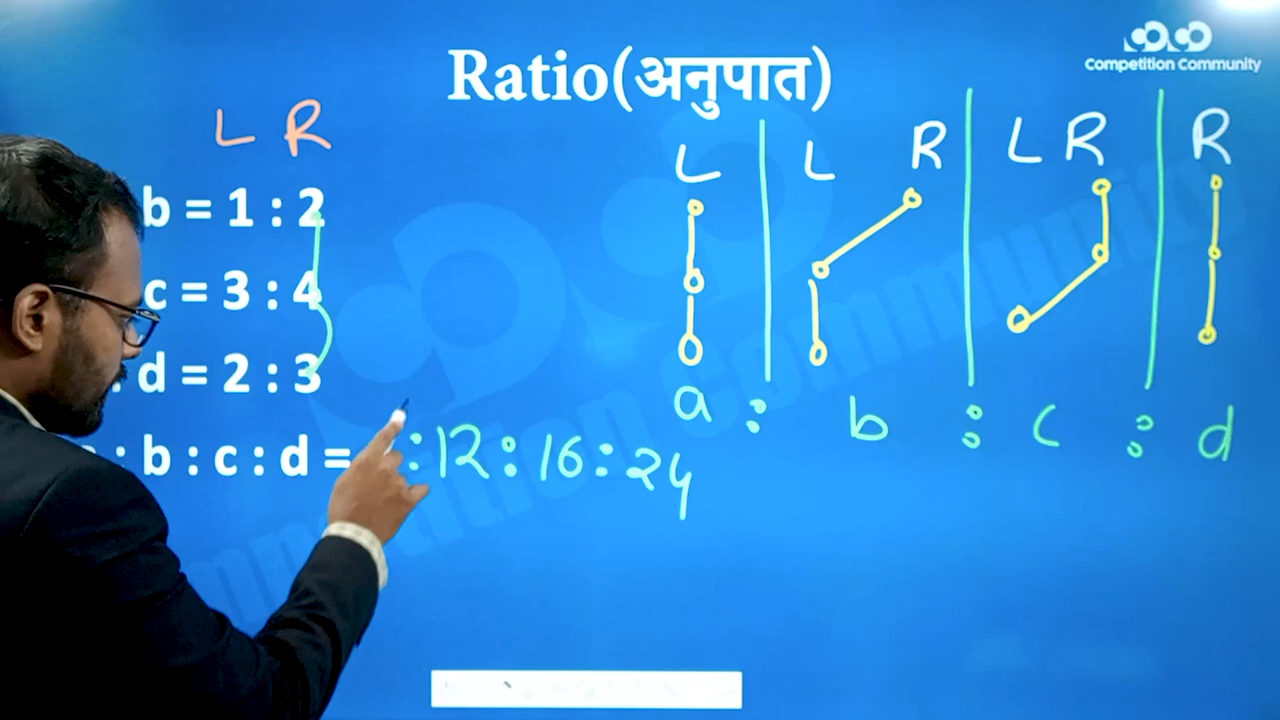 Competition Community
Ratio(अनुपात)
L R
L L R L R R
b = 1 : 2
c = 3 : 4
d = 2 : 3
a : b : c : d
: b : c : d = : 12 : 16 : 24